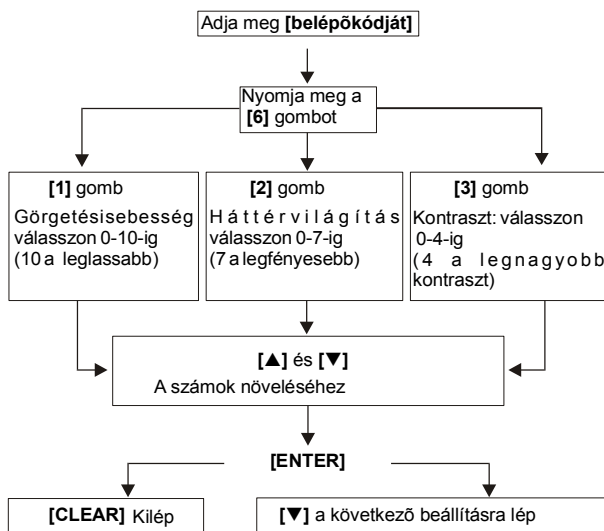 Adja meg [belépõkódját]
Nyomja meg a
[6] gombot
[1] gomb
Görgetésisebesség
válasszon 0-10-ig
(10 a leglassabb)
[2] gomb
Háttérvilágítás
válasszon 0-7-ig
(7 a legfényesebb)
[3] gomb
Kontraszt: válasszon
0-4-ig
(4 a legnagyobb
kontraszt)
[▲] és [▼]
A számok növeléséhez
[ENTER]
[CLEAR] Kilép
[▼] a következõ beállításra lép